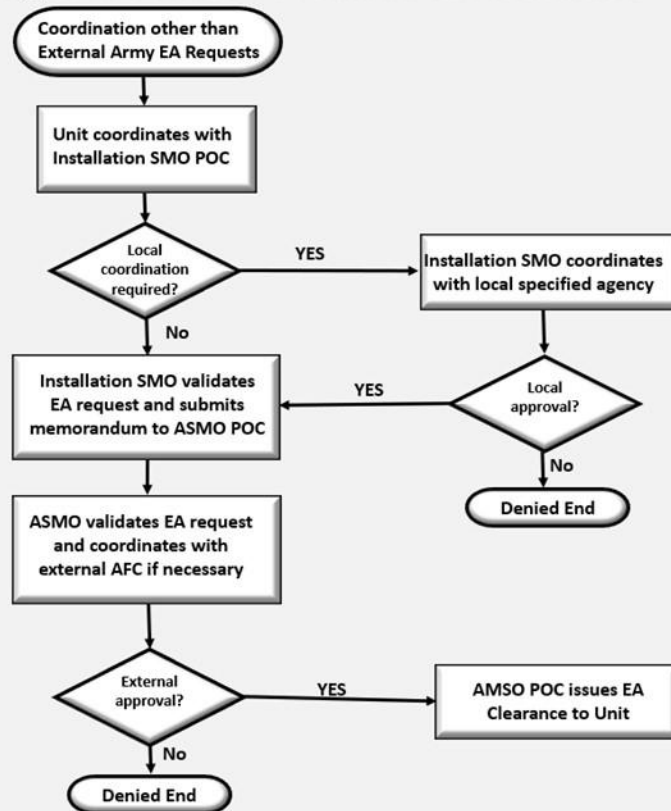 Coordination other than
External Army EA Requests
Unit coordinates with
Installation SMO POC
Local
coordination
required?
YES
Installation SMO coordinates
with local specified agency
No
Installation SMO validates
EA request and submits
memorandum to ASMO POC
YES
Local
approval?
No
Denied End
ASMO validates EA request
and coordinates with
external AFC if necessary
External
approval?
YES
AMSO POC issues EA
Clearance to Unit
No
Denied End